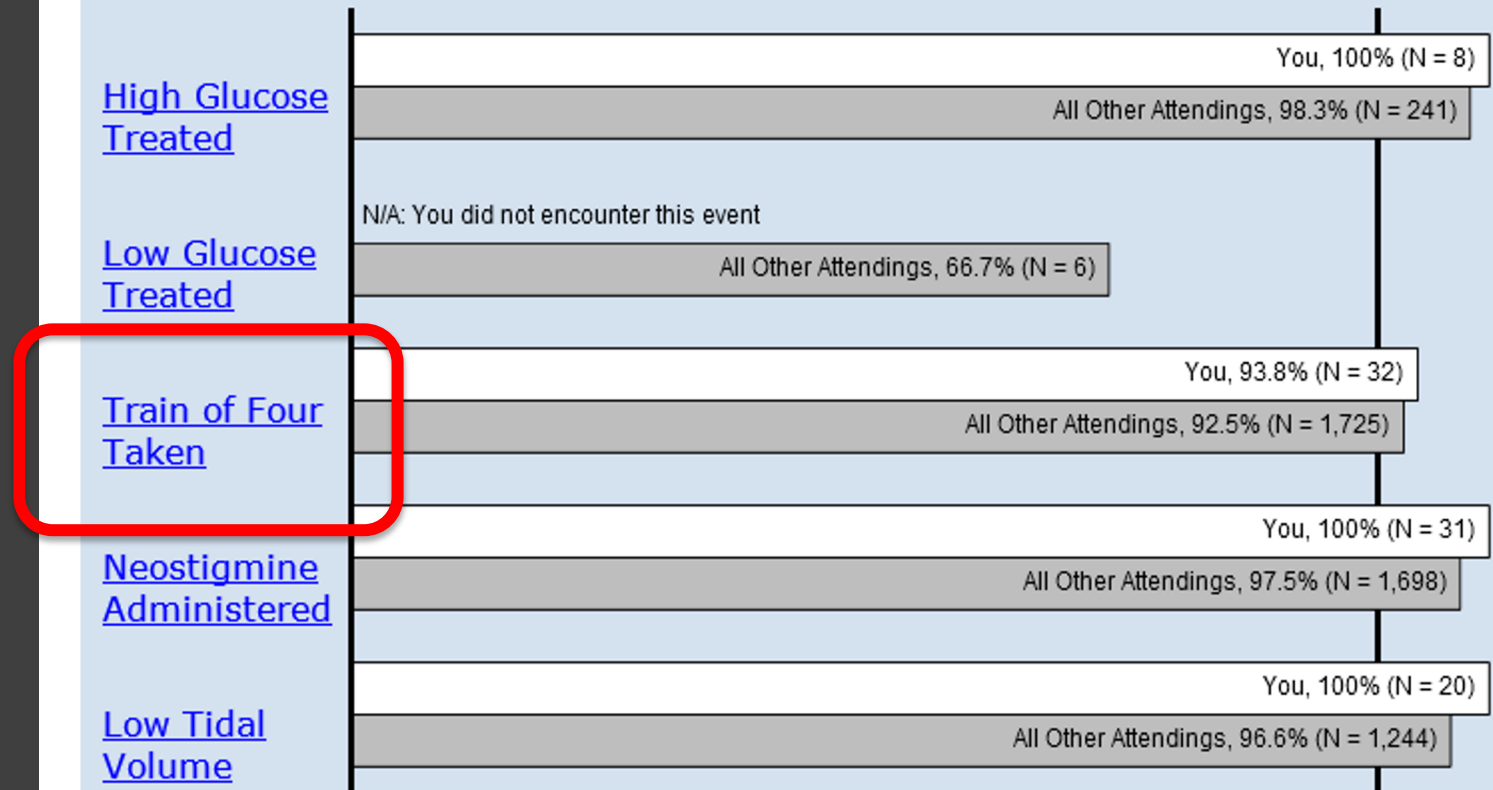 You, 100% (N = 8)
High Glucose
Treated
All Other Attendings, 98.3% (N = 241)
N/A: You did not encounter this event
Low Glucose
Treated
All Other Attendings, 66.7% (N = 6)
You, 93.8% (N = 32)
Train of Four
Taken
All Other Attendings, 92.5% (N = 1,725)
You, 100% (N = 31)
Neostigmine
Administered
All Other Attendings, 97.5% (N = 1,698)
You, 100% (N = 20)
Low Tidal
Volume
All Other Attendings, 96.6% (N = 1,244)